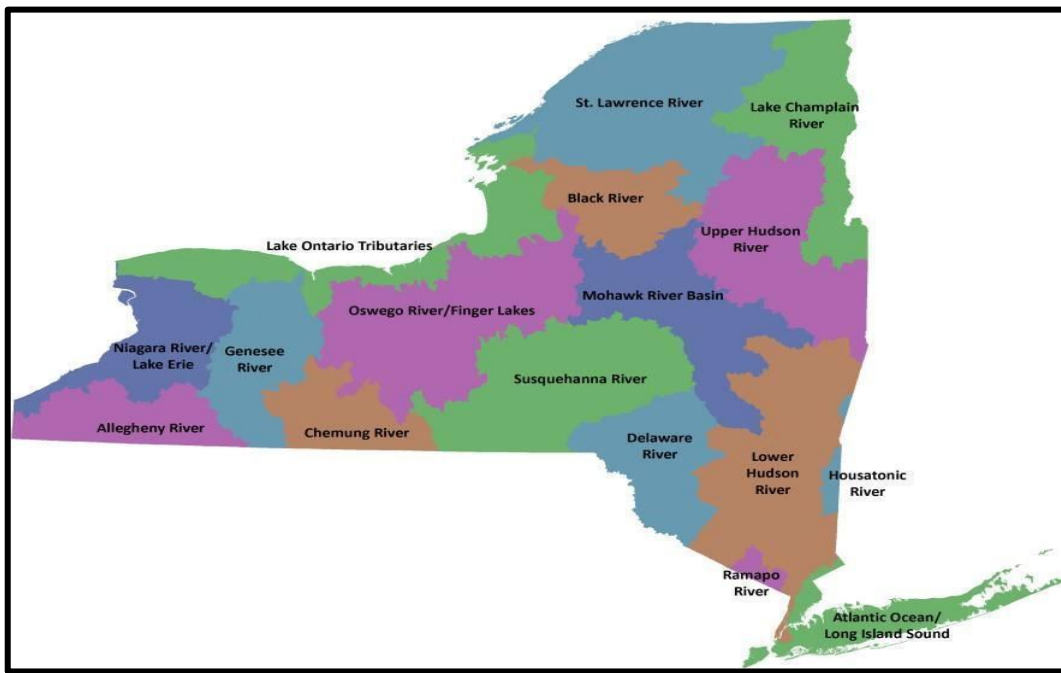 St. Lawrence River
Lake Champlain
River
Black River
Upper Hudson
River
Lake Ontario Tributaries
Mohawk River Basin
Oswego River/Finger Lakes
Niagara River/
Lake Erie
Genesee
River
Susquehanna River
Allegheny River
Chemung River
Delaware
River
Lower
Hudson
River
Housatonic
River
Ramapo
River
Atlantic Ocean/
Long Island Sound